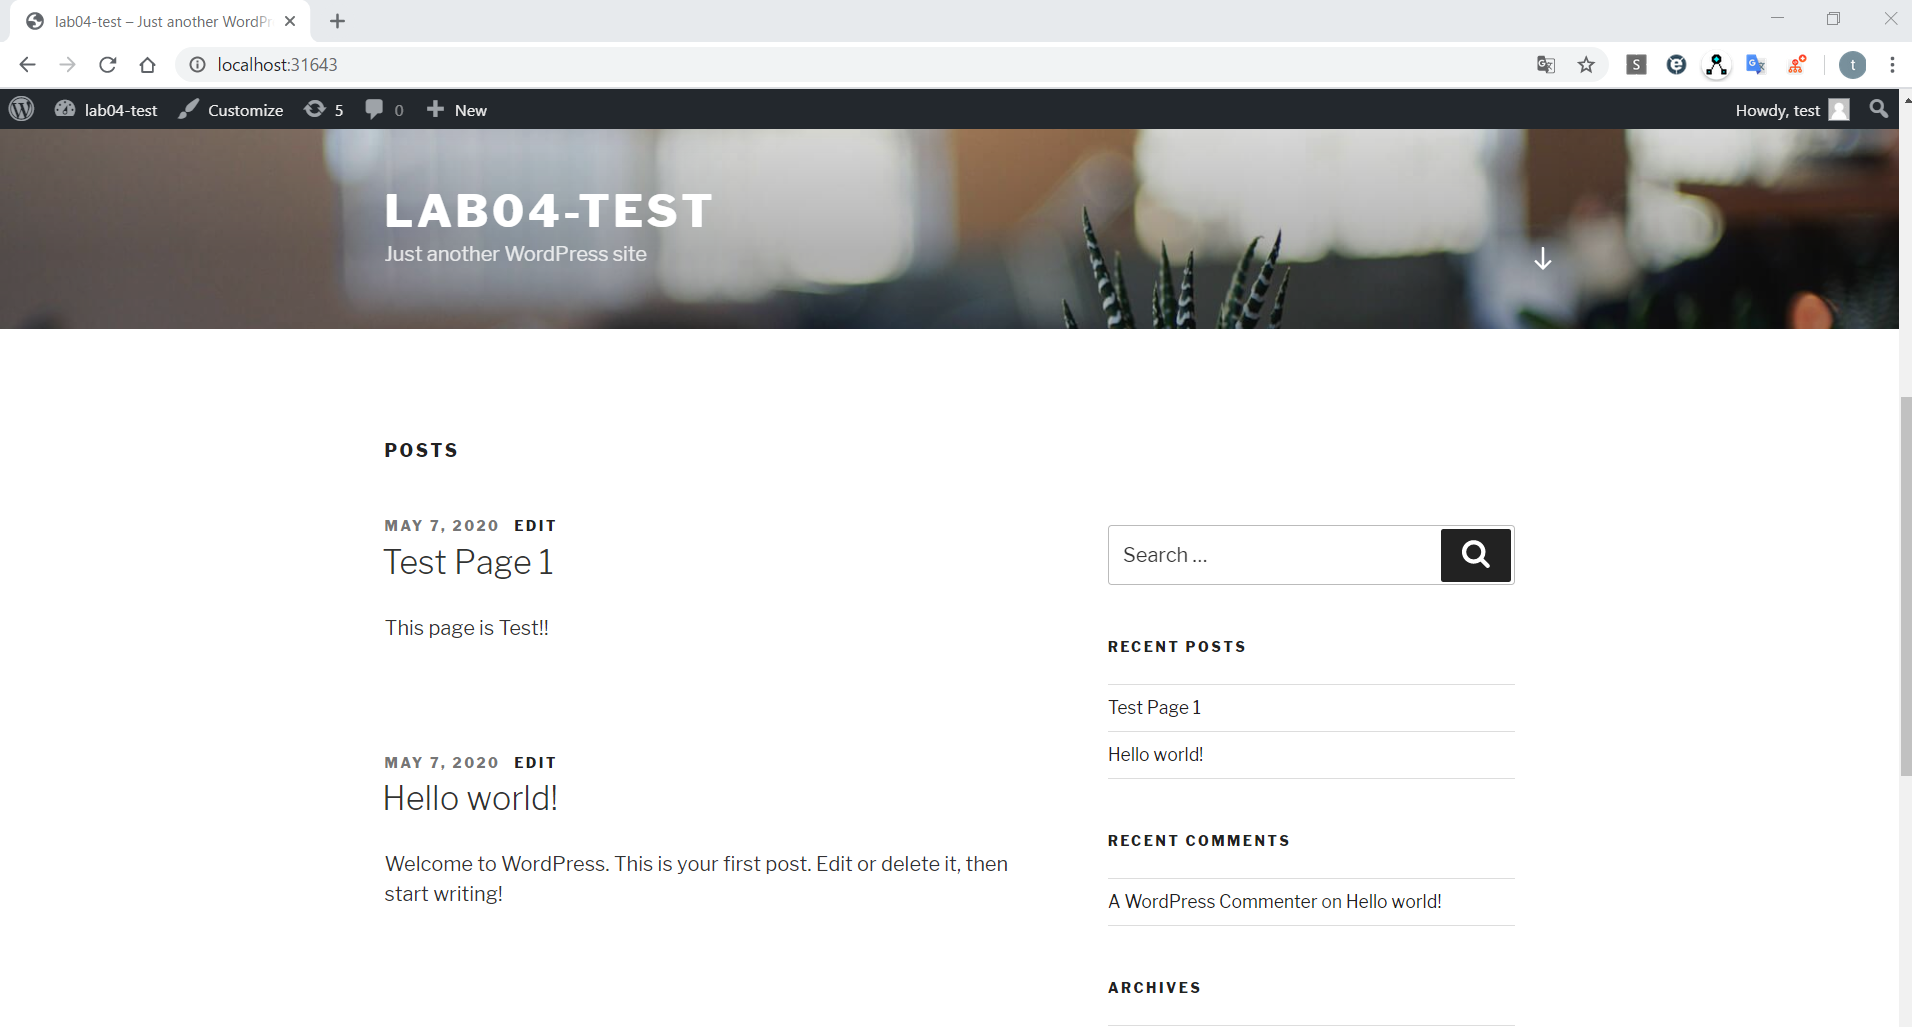 lab04-test – Just another WordPr
localhost:31643
S
t
lab04-test Customize 5 0 New
Howdy, test
LAB04-TEST
Just another WordPress site
POSTS
MAY 7, 2020 EDIT
Test Page 1
This page is Test!!
MAY 7, 2020 EDIT
Hello world!
Welcome to WordPress. This is your first post. Edit or delete it, then
start writing!
Search …
RECENT POSTS
Test Page 1
Hello world!
RECENT COMMENTS
A WordPress Commenter on Hello world!
ARCHIVES